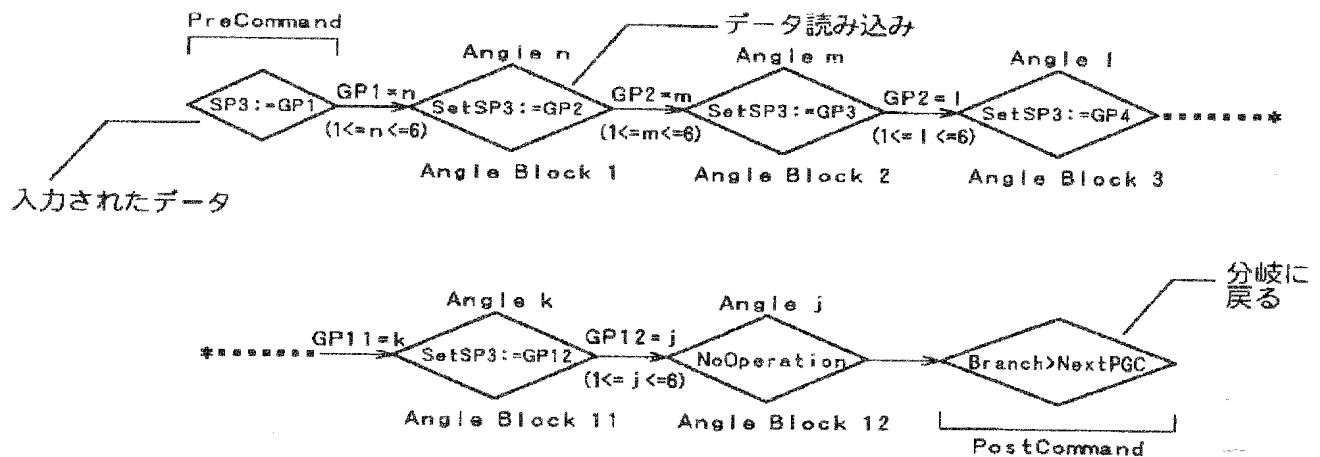 PreCommand
データ読み込み
Angle n
Angle m
Angle l
SP3:=GP1
GP1=n
(1<=n<=6)
SetSP3:=GP2
GP2=m
(1<=m<=6)
SetSP3:=GP3
GP2=l
(1<=l<=6)
SetSP3:=GP4
Angle Block 1
Angle Block 2
Angle Block 3
入力されたデータ
分岐に
戻る
Angle k
Angle j
GP11=k
SetSP3:=GP12
GP12=j
(1<=j<=6)
NoOperation
Branch>NextPGC
Angle Block 11
Angle Block 12
PostCommand